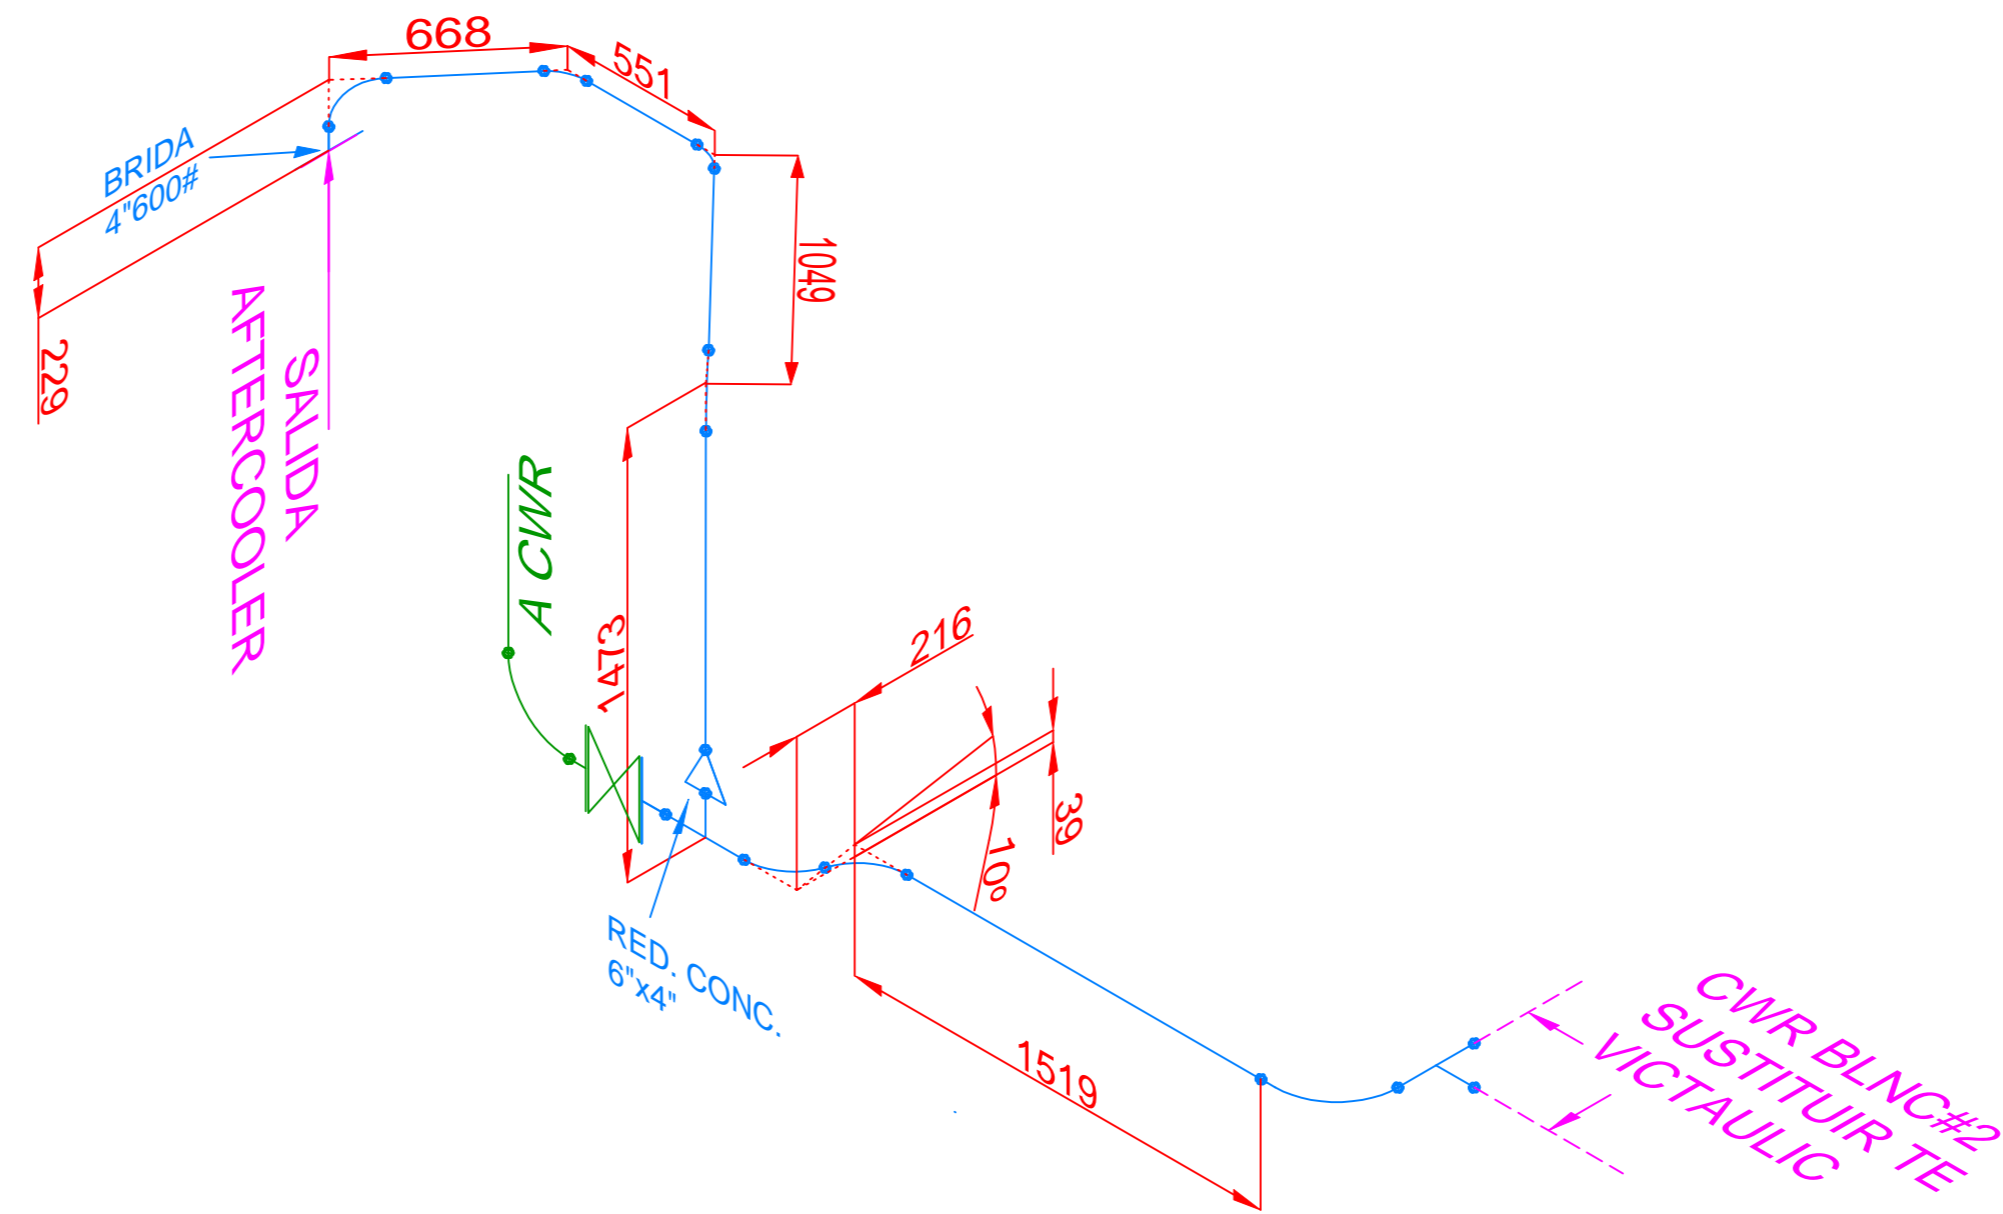 668
551
BRIDA
4"600#
1049
229
SALIDA
AFTERCOOLER
A CWR
1473
216
39
10°
RED. CONC.
6"x4"
1519
CWR BLNC#2
SUSTITUIR TE
VICTAULIC